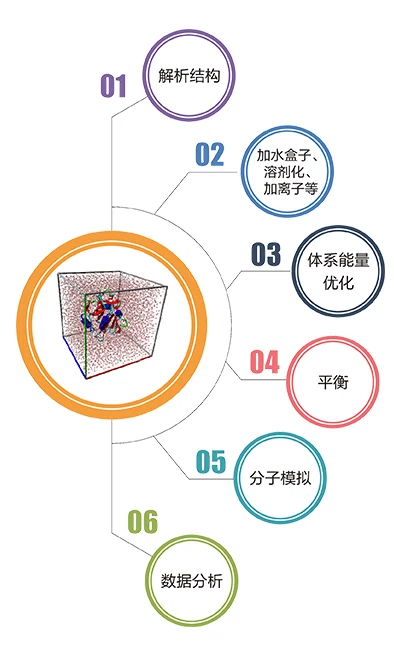 01
解析结构
02
加水盒子、
溶剂化、
加离子等
03
体系能量
优化
04
平衡
05
分子模拟
06
数据分析